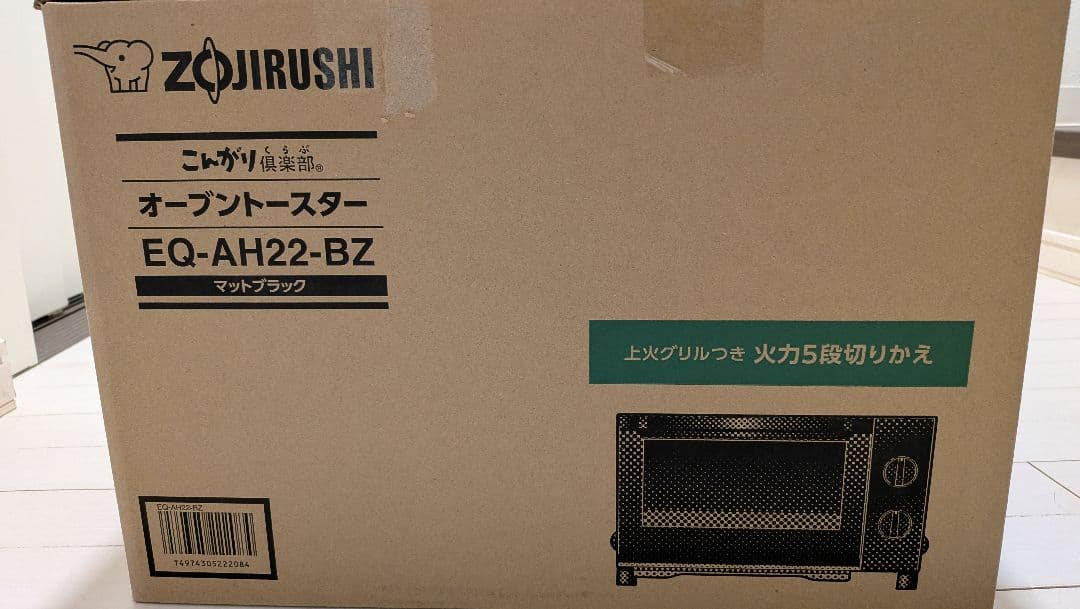 ZOJIRUSHI
こんがり倶楽部®
くらぶ
オーブントースター
EQ-AH22-BZ
マットブラック
上火グリルつき 火力5段切りかえ
EQ-AH22-BZ
T4974305222084